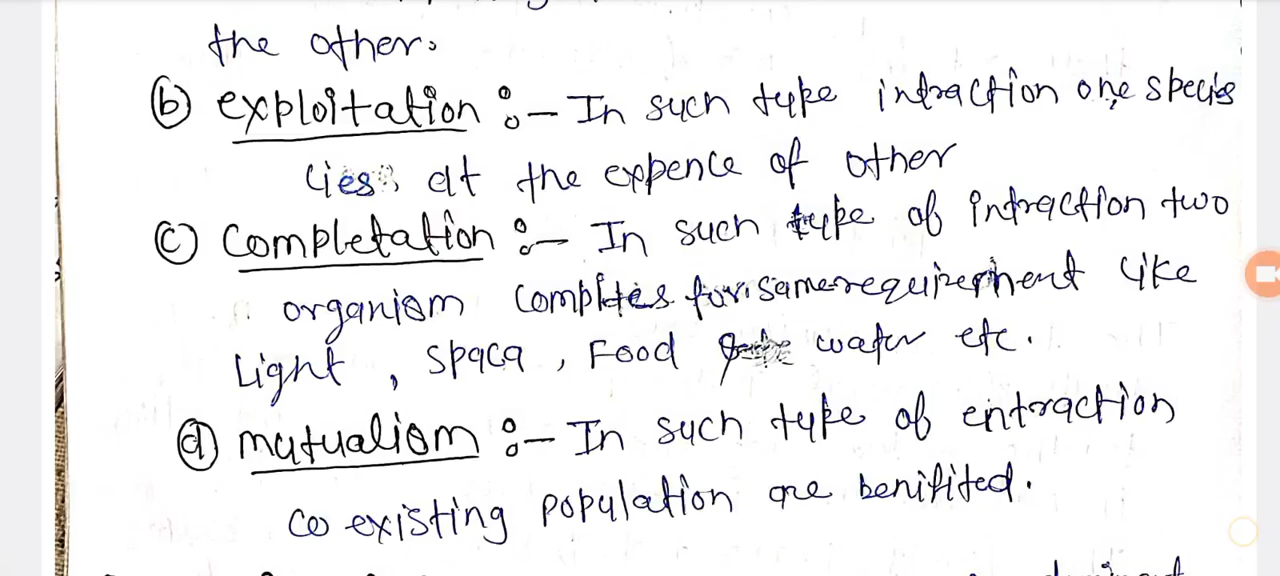 the other.
(b) exploitation :- In such type intraction one species
lies at the expence of other
(c) completation :- In such type of intraction two
organism complites for same requirement like
Light , space , Food water etc.
(d) mutualism :- In such type of entraction
co existing population are benifited.